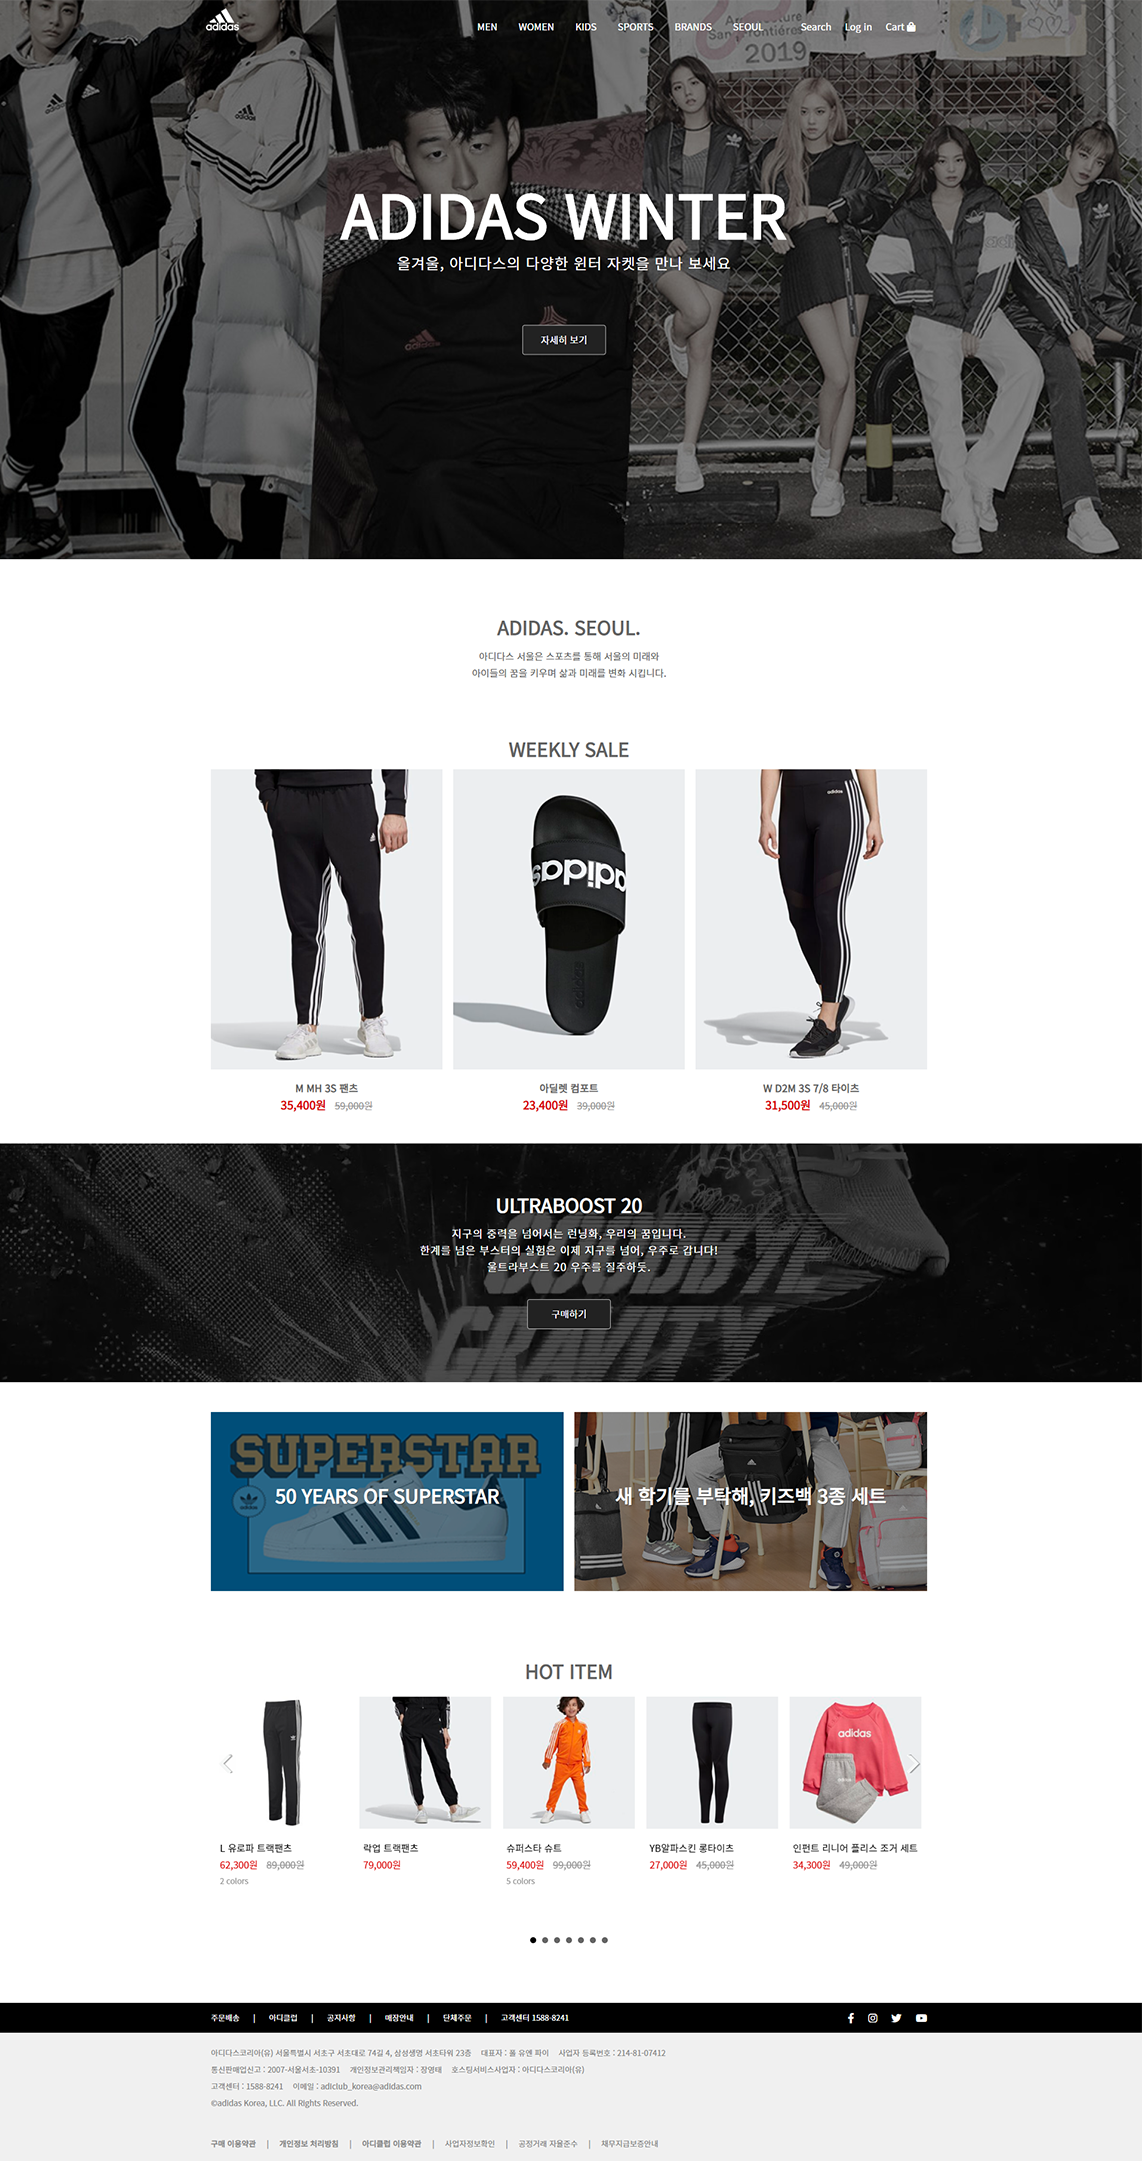 adidas MEN WOMEN KIDS SPORTS BRANDS SEOUL Search Log in Cart
2019
adidas
adidas
ADIDAS WINTER
올겨울, 아디다스의 다양한 윈터 자켓을 만나 보세요
자세히 보기
ADIDAS. SEOUL.
아디다스 서울은 스포츠를 통해 서울의 미래와
아이들의 꿈을 키우며 삶과 미래를 변화 시킵니다.
WEEKLY SALE
adidas
adidas
adidas
M MH 3S 팬츠
35,400원 59,000원
아딜렛 컴포트
23,400원 39,000원
W D2M 3S 7/8 타이츠
31,500원 45,000원
ULTRABOOST 20
지구의 중력을 넘어서는 런닝화, 우리의 꿈입니다.
한계를 넘은 부스터의 실험은 이제 지구를 넘어, 우주로 갑니다!
울트라부스트 20 우주를 질주하듯.
GRAVIT
구매하기
SUPERSTAR
50 YEARS OF SUPERSTAR
새 학기를 부탁해, 키즈백 3종 세트
HOT ITEM
adidas
L 유로파 트랙팬츠
62,300원 89,000원
2 colors
락업 트랙팬츠
79,000원
슈퍼스타 슈트
59,400원 99,000원
5 colors
YB알파스킨 롱타이츠
27,000원 45,000원
인펀트 리니어 플리스 조거 세트
34,300원 49,000원
주문배송 | 아디클럽 | 공지사항 | 매장안내 | 단체주문 | 고객센터 1588-8241
아디다스코리아(유) 서울특별시 서초구 서초대로 74길 4, 삼성생명 서초타워 23층 대표자 : 폴 유엔 파이 사업자 등록번호 : 214-81-07412
통신판매업신고 : 2007-서울서초-10391 개인정보관리책임자 : 장영태 호스팅서비스사업자 : 아디다스코리아(유)
고객센터 : 1588-8241 이메일 : adiclub_korea@adidas.com
©adidas Korea, LLC. All Rights Reserved.
구매 이용약관 | 개인정보 처리방침 | 아디클럽 이용약관 | 사업자정보확인 | 공정거래 자율준수 | 채무지급보증안내